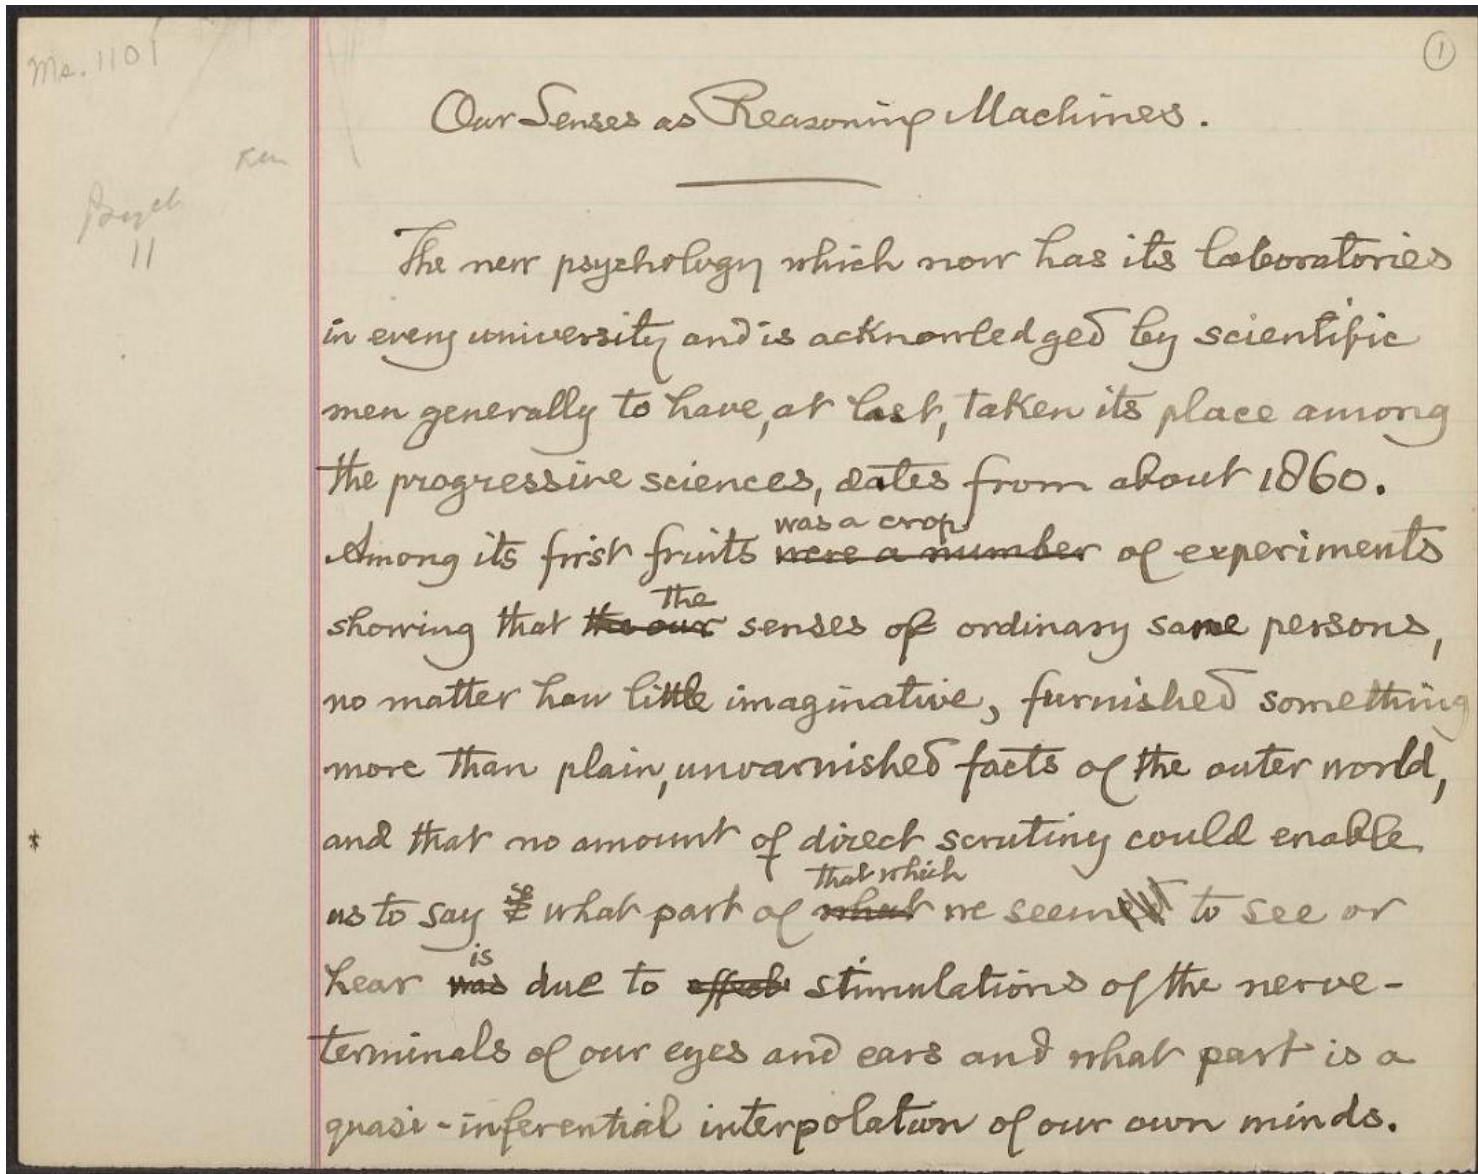 Ms. 1101
1
Our Senses as Reasoning Machines.
Psych
11
The new psychology which now has its laboratories
in every university and is acknowledged by scientific
men generally to have, at last, taken its place among
the progressive sciences, dates from about 1860.
was a crop
Among its first fruits were a number of experiments
the
showing that the our senses of ordinary sane persons,
no matter how little imaginative, furnished something
more than plain, unvarnished facts of the outer world,
* and that no amount of direct scrutiny could enable
that which
us to say what part of what we seemed to see or
is
hear was due to stimulations of the nerve-
terminals of our eyes and ears and what part is a
quasi-inferential interpolation of our own minds.